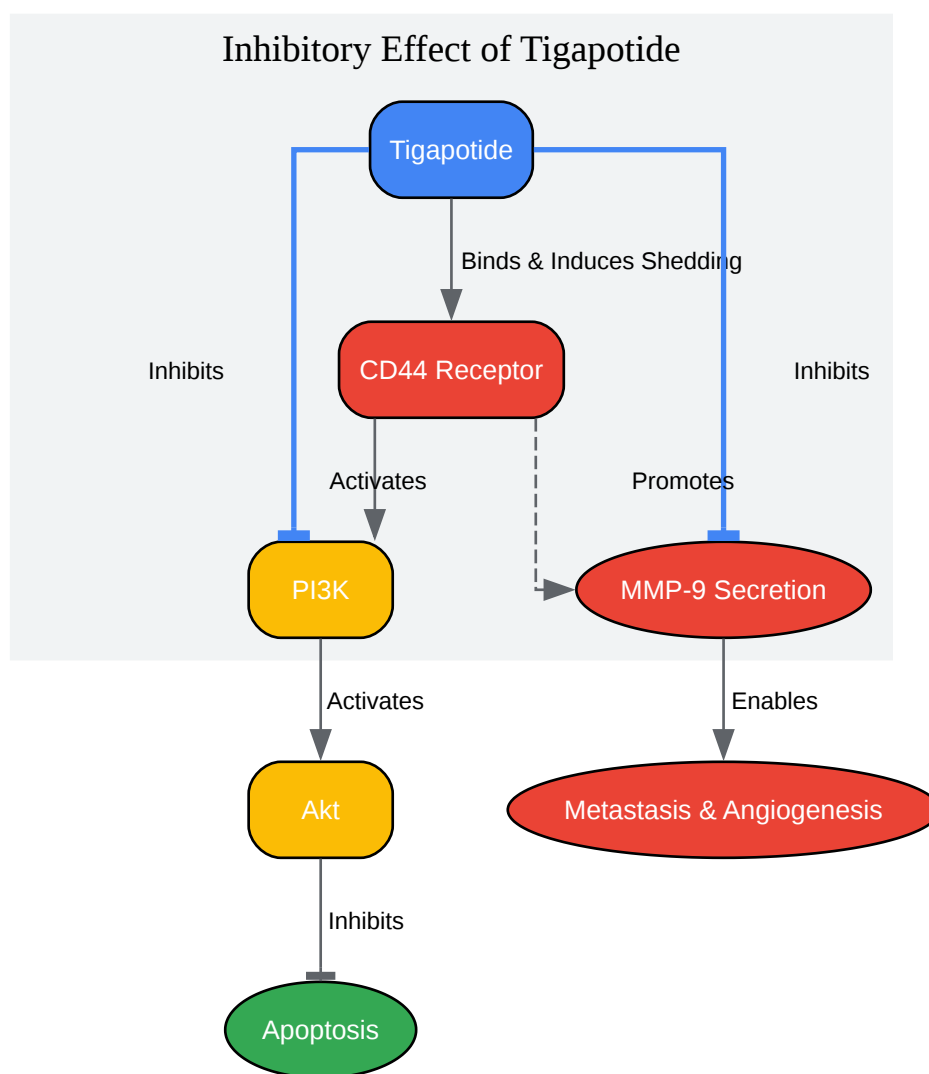 Inhibitory Effect of Tigapotide
Tigapotide
Binds & Induces Shedding
Inhibits
CD44 Receptor
Inhibits
Activates
Promotes
PI3K
MMP-9 Secretion
Activates
Enables
Akt
Metastasis & Angiogenesis
Inhibits
Apoptosis